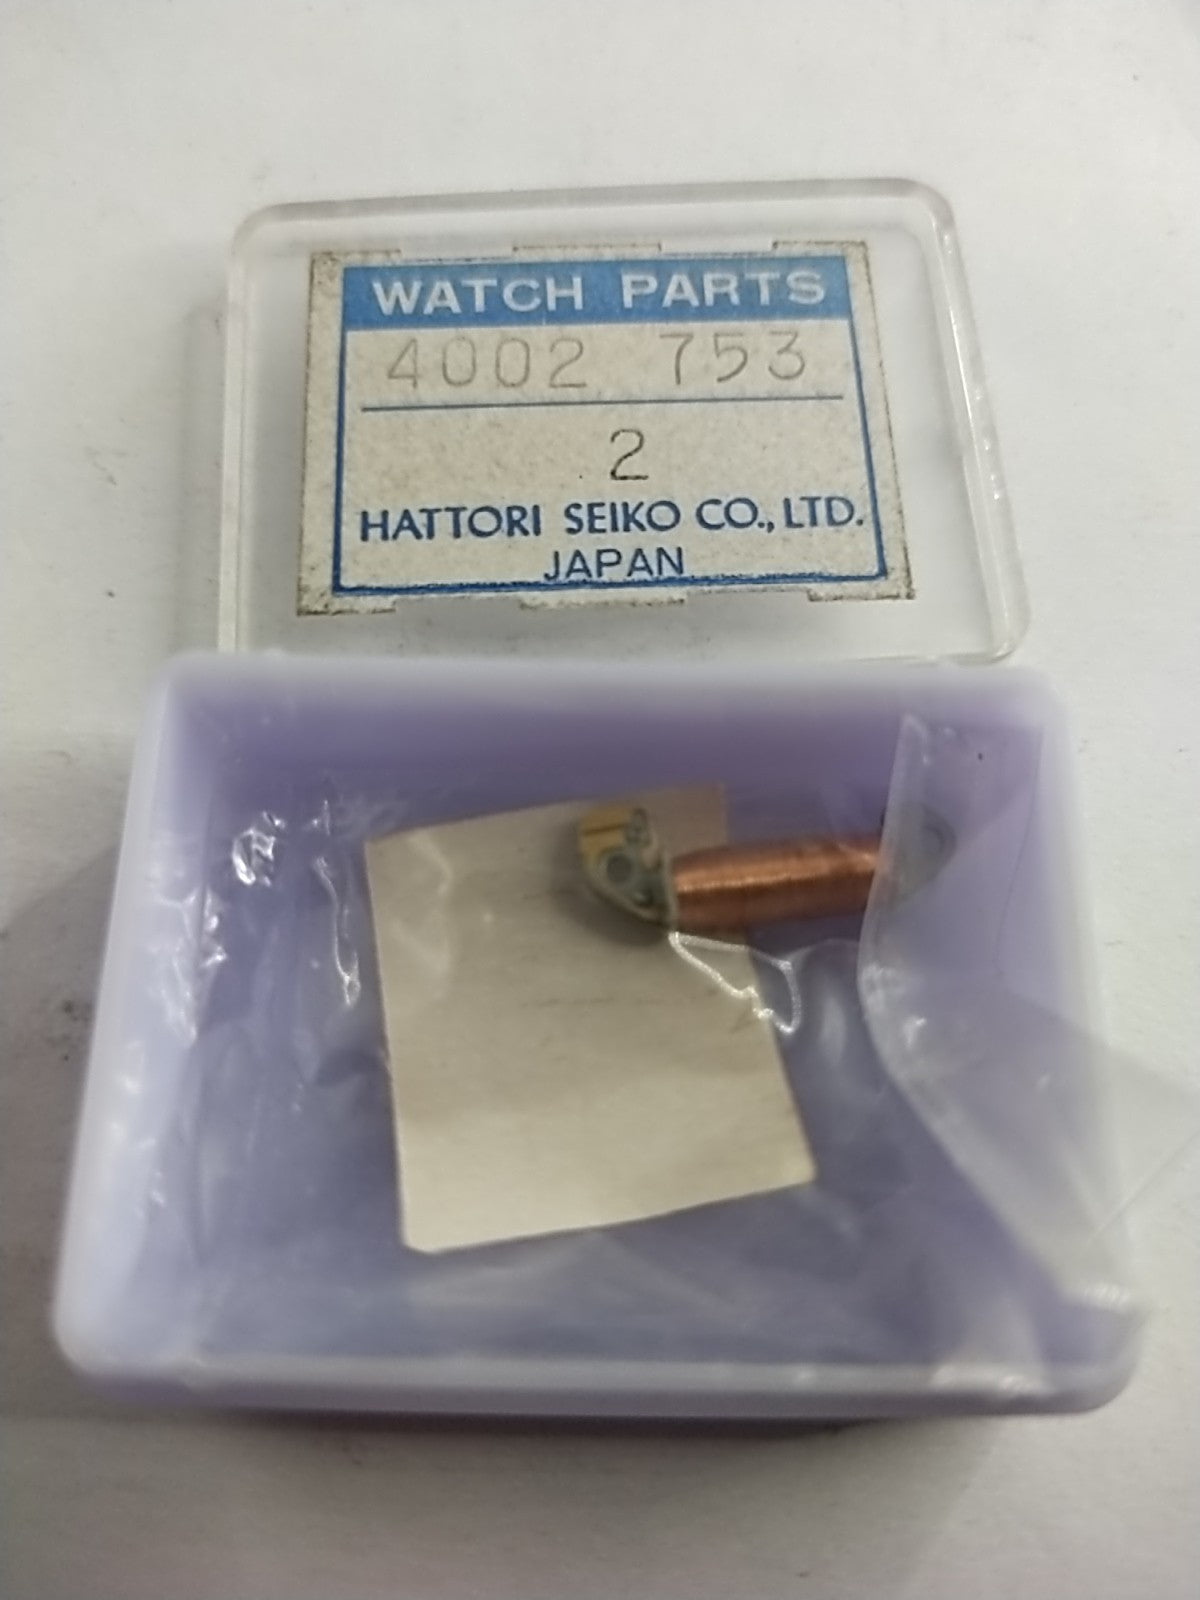 WATCH PARTS
4002 753
2
HATTORI SEIKO CO., LTD.
JAPAN